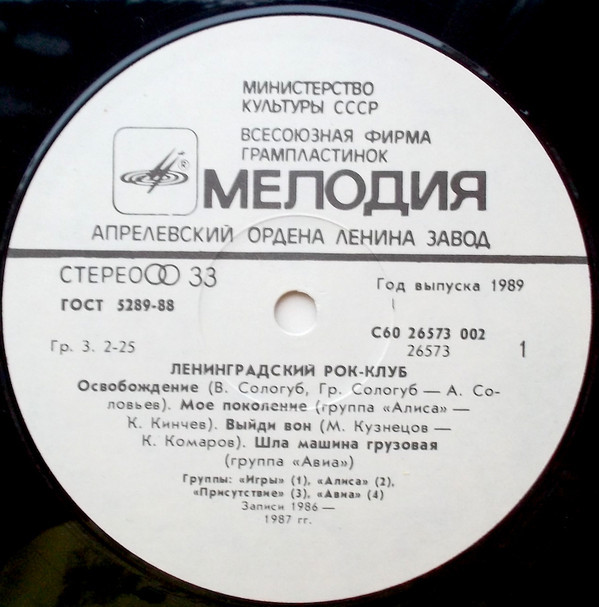 МИНИСТЕРСТВО
КУЛЬТУРЫ СССР
ВСЕСОЮЗНАЯ ФИРМА
ГРАМПЛАСТИНОК
®
МЕЛОДИЯ
АПРЕЛЕВСКИЙ ОРДЕНА ЛЕНИНА ЗАВОД
СТЕРЕО 33
Год выпуска 1989
ГОСТ 5289-88
С60 26573 002
Гр. 3. 2-25
26573 1
ЛЕНИНГРАДСКИЙ РОК-КЛУБ
Освобождение (В. Сологуб, Гр. Сологуб — А. Со-
ловьев). Мое поколение (группа «Алиса» —
К. Кинчев). Выйди вон (М. Кузнецов —
К. Комаров). Шла машина грузовая
(группа «Авиа»)
Группы: «Игры» (1), «Алиса» (2),
«Присутствие» (3), «Авиа» (4)
Записи 1986 —
1987 гг.